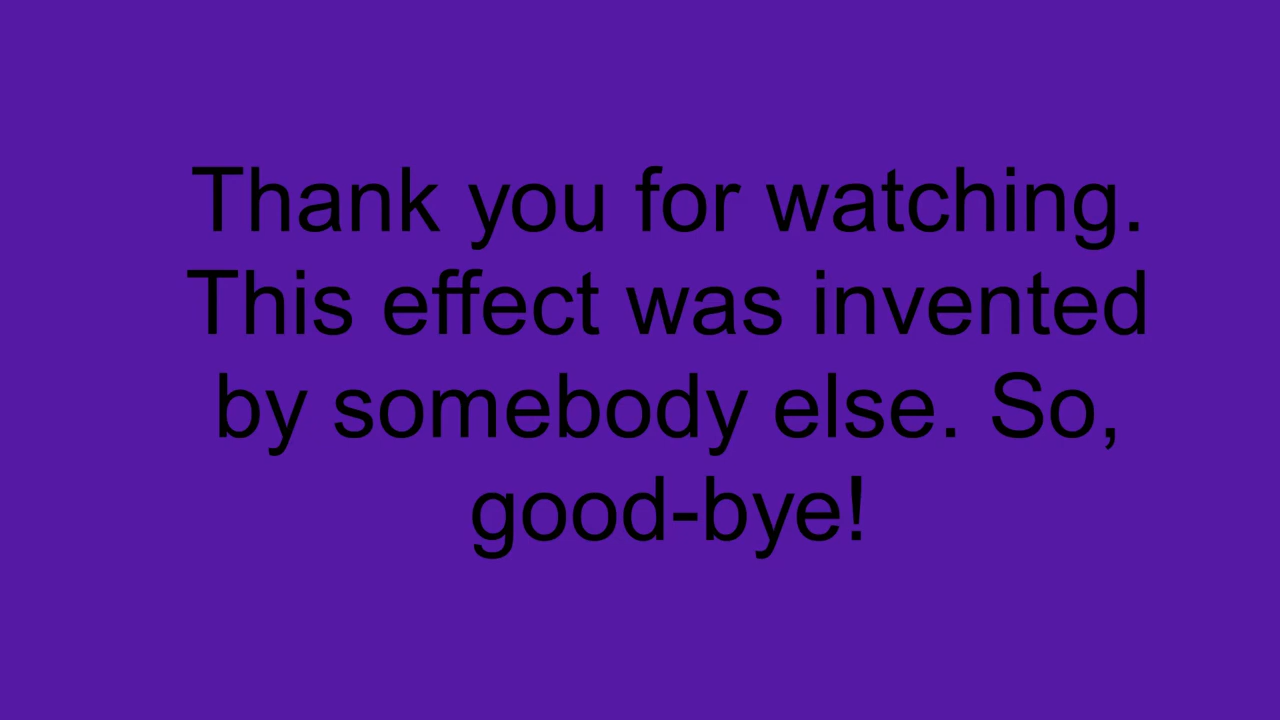 Thank you for watching.
This effect was invented
by somebody else. So,
good-bye!